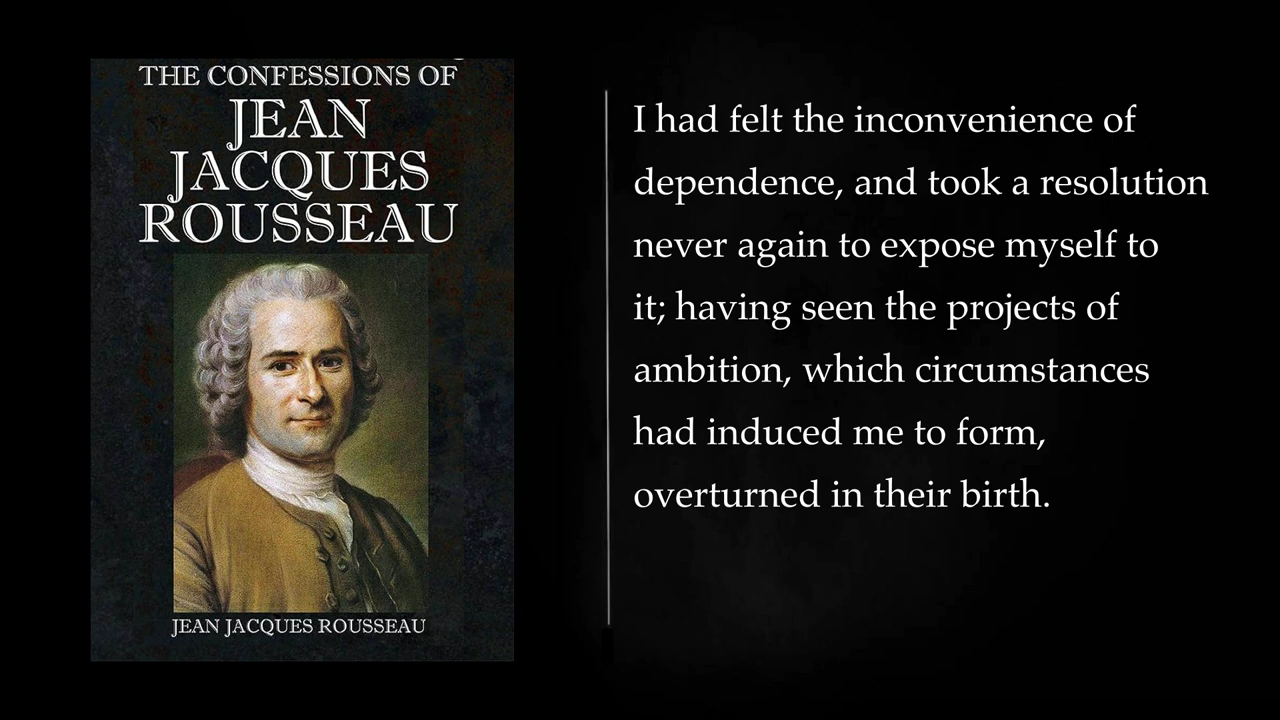 THE CONFESSIONS OF
JEAN
JACQUES
ROUSSEAU
JEAN JACQUES ROUSSEAU
I had felt the inconvenience of
dependence, and took a resolution
never again to expose myself to
it; having seen the projects of
ambition, which circumstances
had induced me to form,
overturned in their birth.